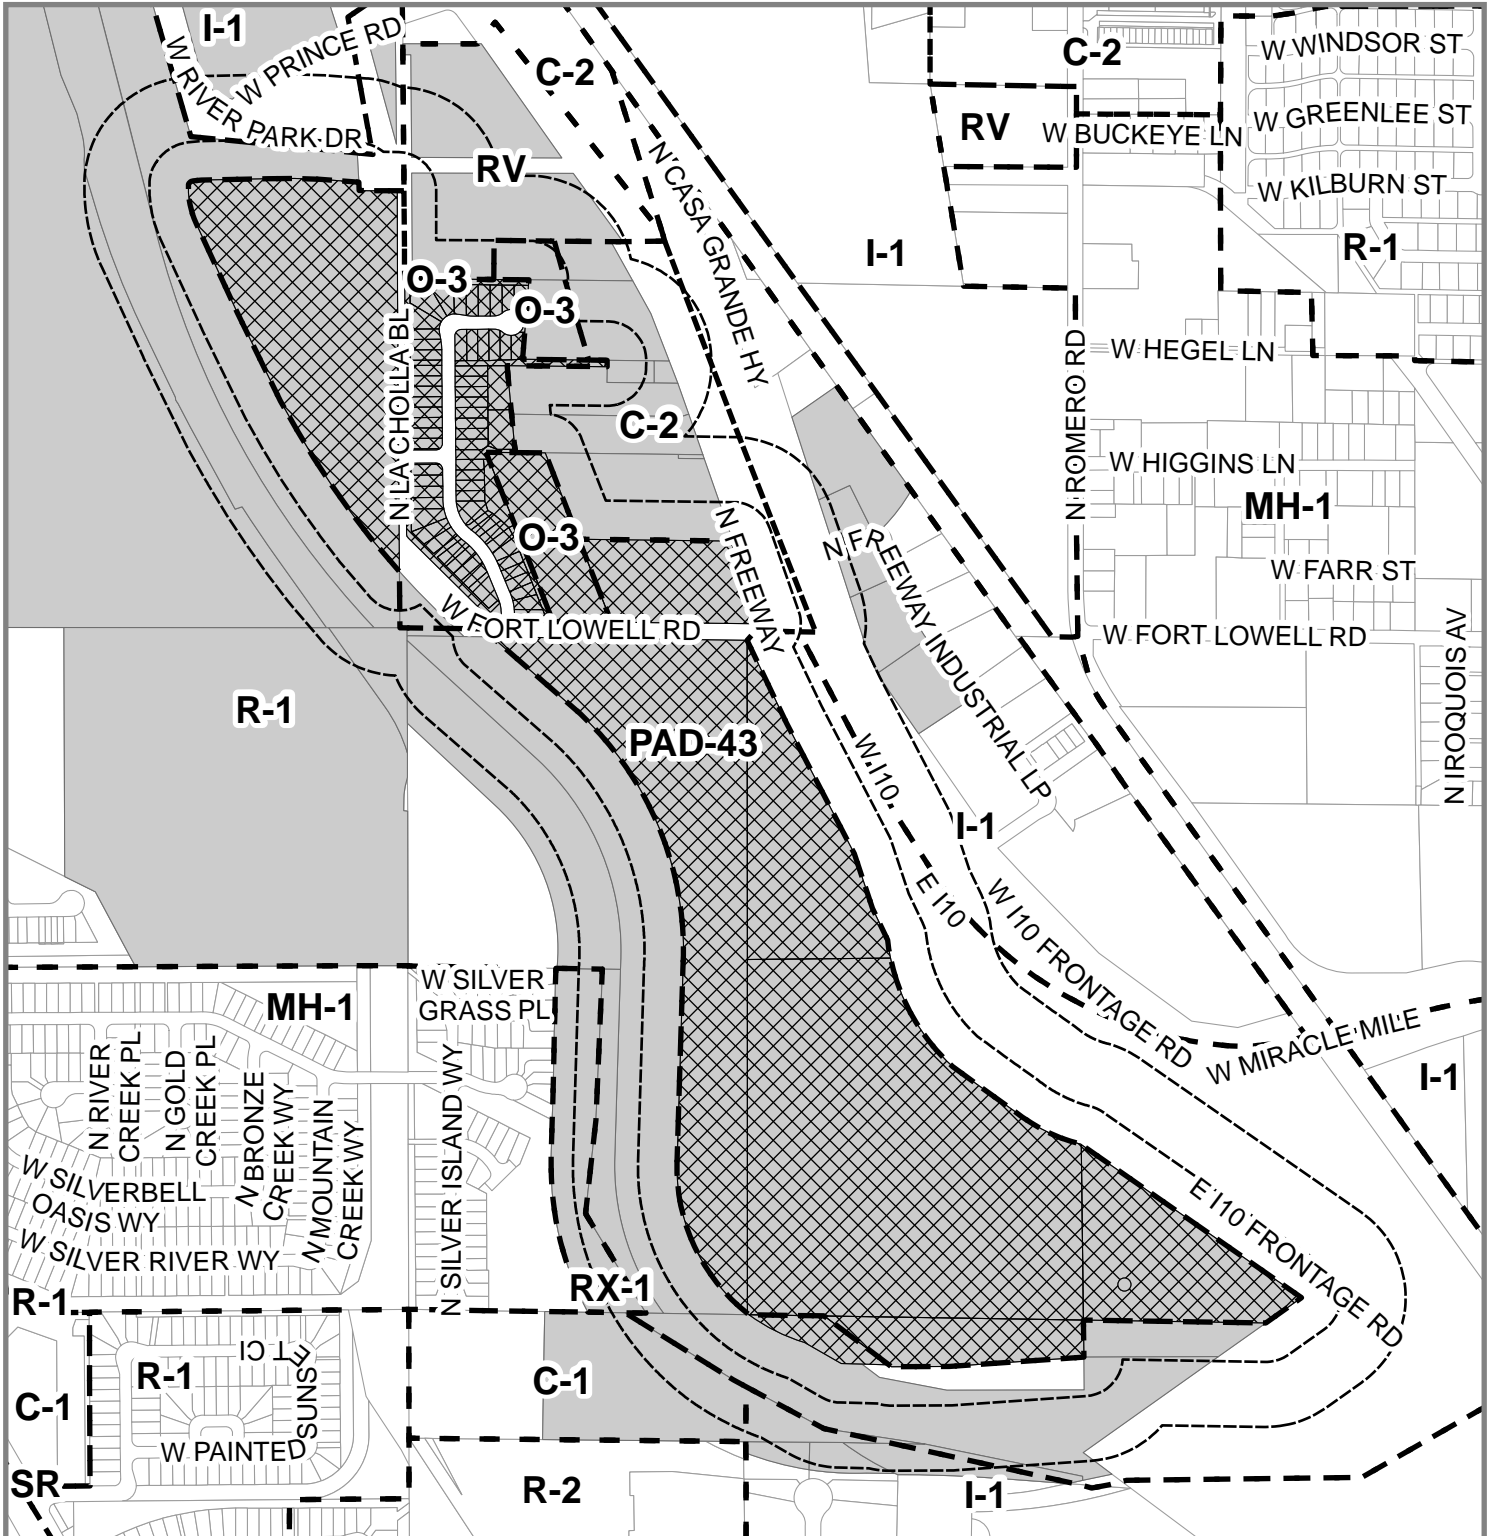 I-1
W PRINCE RD
W RIVER PARK DR
C-2
C-2
W WINDSOR ST
W GREENLEE ST
RV
W BUCKEYE LN
RV
N CASA GRANDE HY
W KILBURN ST
R-1
I-1
O-3
O-3
N LA CHOLLA BL
W HEGEL LN
N ROMERO RD
C-2
W HIGGINS LN
MH-1
O-3
N FREEWAY
N FREEWAY INDUSTRIAL LP
W FARR ST
W FORT LOWELL RD
W FORT LOWELL RD
N IROQUOIS AV
R-1
PAD-43
W I10
I-1
E I10
W I10 FRONTAGE RD
W SILVER
GRASS PL
MH-1
W MIRACLE MILE
I-1
N RIVER
CREEK PL
N GOLD
CREEK PL
N BRONZE
CREEK WY
N MOUNTAIN
CREEK WY
N SILVER ISLAND WY
W SILVERBELL
OASIS WY
W SILVER RIVER WY
E I10 FRONTAGE RD
RX-1
R-1
SUNSET CI
R-1
C-1
C-1
W PAINTED
SR
R-2
I-1